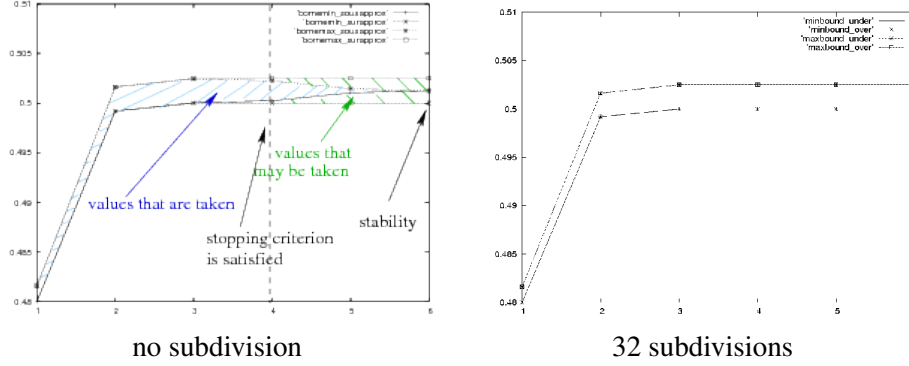 0.51
0.505
0.5
0.495
0.49
0.485
0.48
1 2 3 4 5 6
'bornemin_sousapprox'
'bornemin_surapprox'
'bornemax_sousapprox'
'bornemax_surapprox'
values that are taken
values that
may be taken
stopping criterion
is satisfied
stability
no subdivision
0.51
0.505
0.5
0.495
0.49
0.485
0.48
1 2 3 4 5
'minbound_under'
'minbound_over'
'maxbound_under'
'maxbound_over'
32 subdivisions